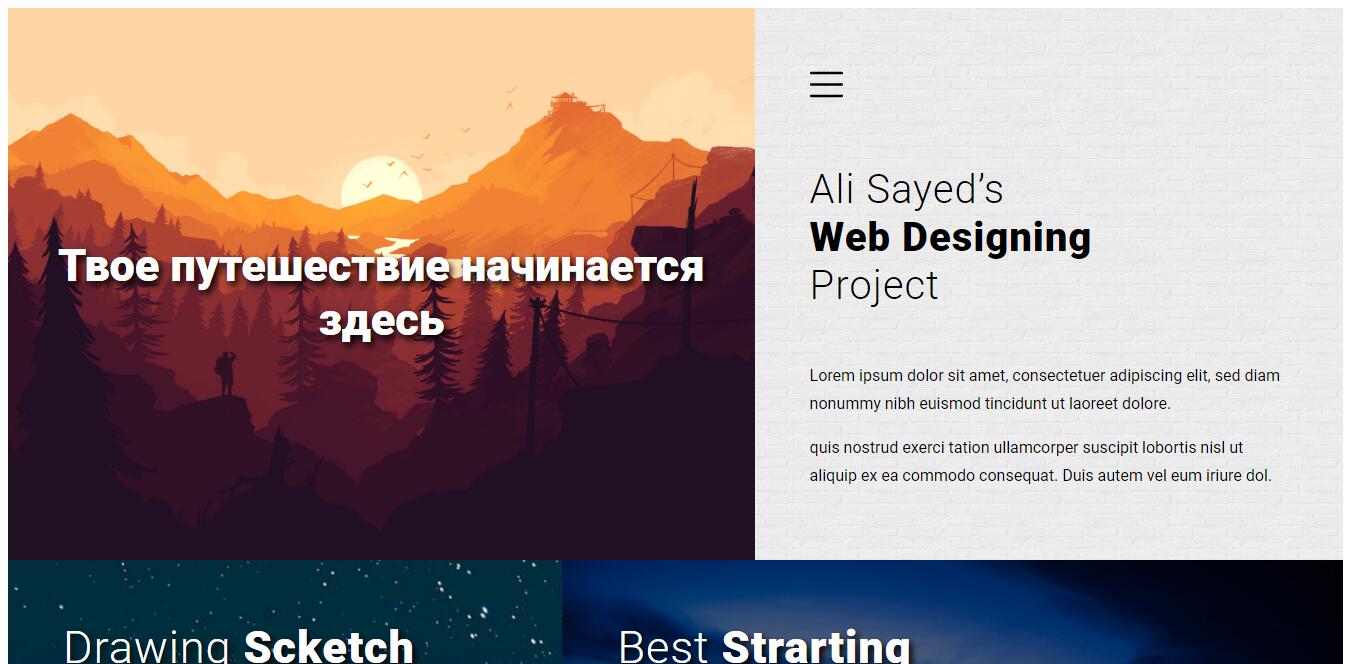 Твое путешествие начинается
здесь
Ali Sayed’s
Web Designing
Project
Lorem ipsum dolor sit amet, consectetuer adipiscing elit, sed diam
nonummy nibh euismod tincidunt ut laoreet dolore.
quis nostrud exerci tation ullamcorper suscipit lobortis nisl ut
aliquip ex ea commodo consequat. Duis autem vel eum iriure dol.
Drawing Scketch
Best Strarting